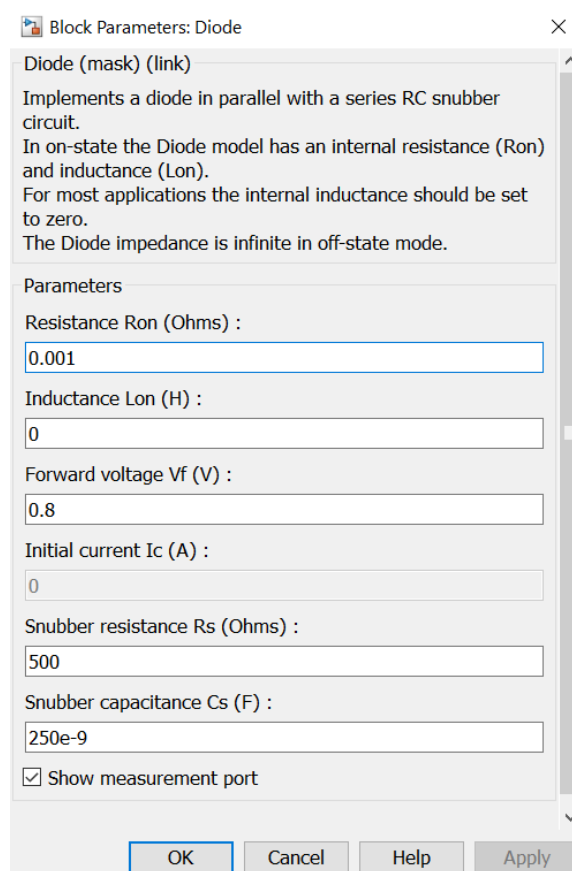 Block Parameters: Diode
Diode (mask) (link)
Implements a diode in parallel with a series RC snubber
circuit.
In on-state the Diode model has an internal resistance (Ron)
and inductance (Lon).
For most applications the internal inductance should be set
to zero.
The Diode impedance is infinite in off-state mode.
Parameters
Resistance Ron (Ohms) :
0.001
Inductance Lon (H) :
0
Forward voltage Vf (V) :
0.8
Initial current Ic (A) :
0
Snubber resistance Rs (Ohms) :
500
Snubber capacitance Cs (F) :
250e-9
Show measurement port
OK Cancel Help Apply